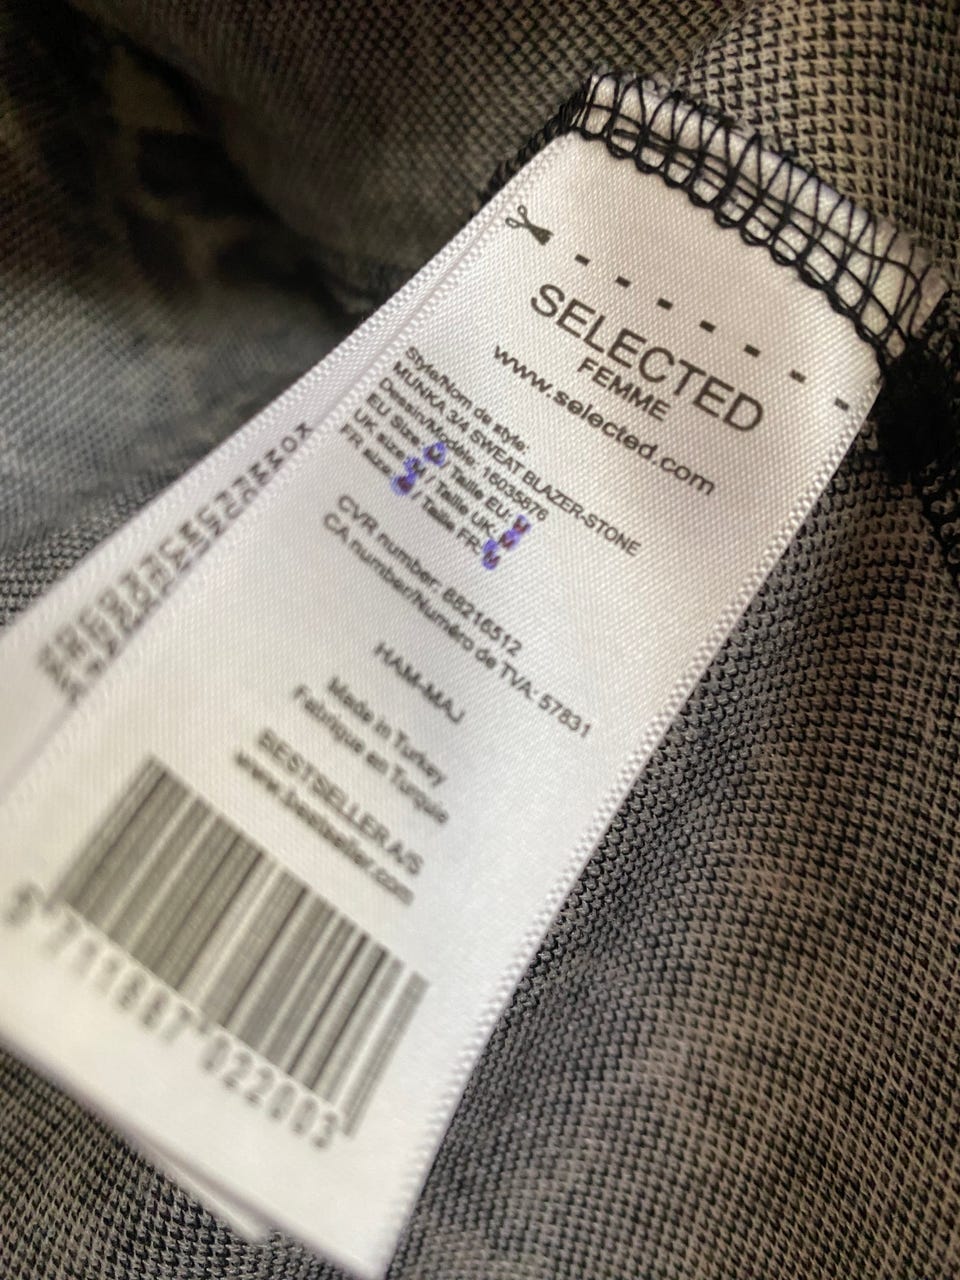 SELECTED
FEMME
www.selected.com
Style/Nom de style.
MUNKA 3/4 SWEAT BLAZER-STONE
Dessin/Modèle: 16035876
EU Size: M / Taille EU: M
UK size: M / Taille UK: M
FR size: M / Taille FR: M
CVR number: 88216512
CA number/Numéro de TVA: 57831
HAM-MAJ
Made in Turkey
Fabriqué en Turquie
BESTSELLER A/S
www.bestseller.com